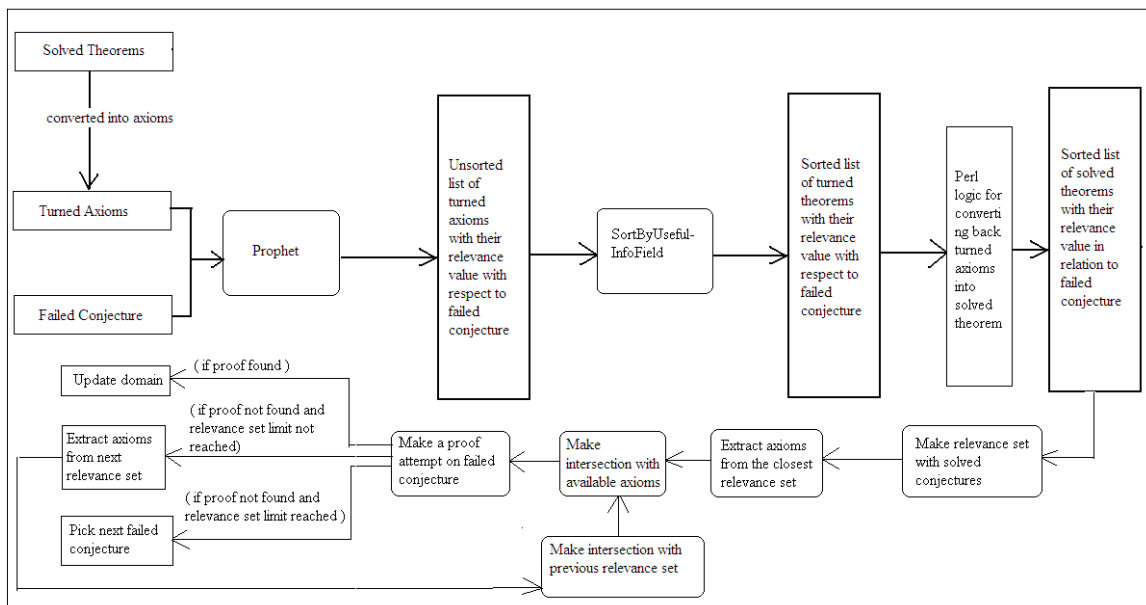 Solved Theorems
converted into axioms
Turned Axioms
Failed Conjecture
Prophet
Unsorted
list of
turned
axioms
with their
relevance
value with
respect to
failed
conjecture
SortByUseful-
InfoField
Sorted list
of turned
theorems
with their
relevance
value with
respect to
failed
conjecture
Perl
logic for
converti
ng back
turned
axioms
into
solved
theorem
Sorted list
of solved
theorems
with their
relevance
value in
relation to
failed
conjecture
Update domain
( if proof found )
Extract axioms
from next
relevance set
( if proof not found and
relevance set limit not
reached)
Pick next failed
conjecture
( if proof not found and
relevance set limit reached )
Make a proof
attempt on failed
conjecture
Make
intersection with
available axioms
Extract axioms
from the closest
relevance set
Make relevance set
with solved
conjectures
Make intersection with
previous relevance set